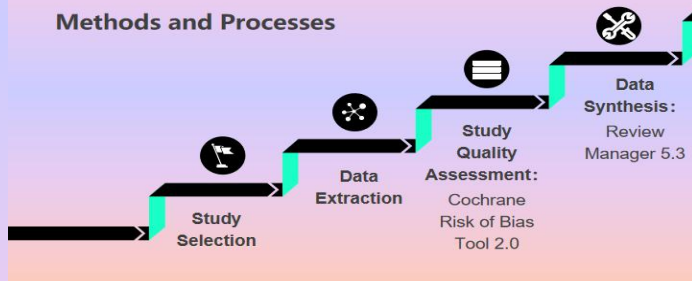 Methods and Processes
Study
Selection
Data
Extraction
Study
Quality
Assessment:
Cochrane
Risk of Bias
Tool 2.0
Data
Synthesis:
Review
Manager 5.3